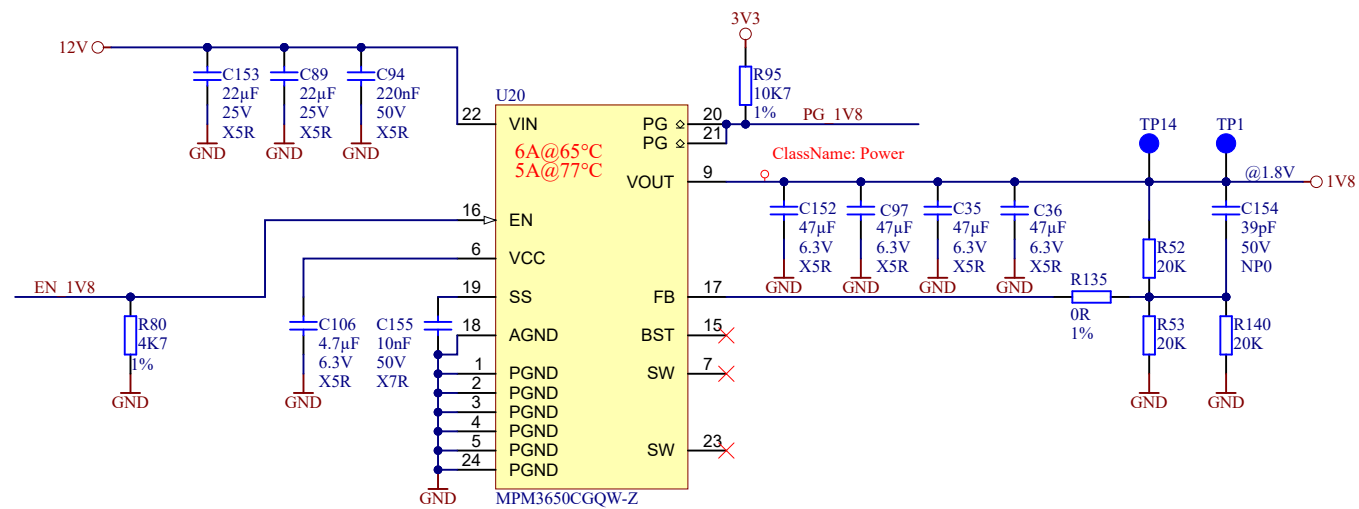 3V3
12V
C153
22µF
25V
X5R
GND
C89
22µF
25V
X5R
GND
C94
220nF
50V
X5R
GND
R95
10K7
1%
U20
22
VIN
6A@65°C
5A@77°C
PG
20
PG
21
PG_1V8
ClassName: Power
VOUT
9
TP14
TP1
@1.8V
1V8
16
EN
6
VCC
C152
47µF
6.3V
X5R
GND
C97
47µF
6.3V
X5R
GND
C35
47µF
6.3V
X5R
GND
C36
47µF
6.3V
X5R
GND
R52
20K
C154
39pF
50V
NP0
EN_1V8
R80
4K7
1%
GND
C106
4.7µF
6.3V
X5R
GND
C155
10nF
50V
X7R
19
SS
18
AGND
1
PGND
2
PGND
3
PGND
4
PGND
5
PGND
24
PGND
GND
FB
17
R135
0R
1%
BST
15
SW
7
SW
23
R53
20K
GND
R140
20K
GND
MPM3650CGQW-Z